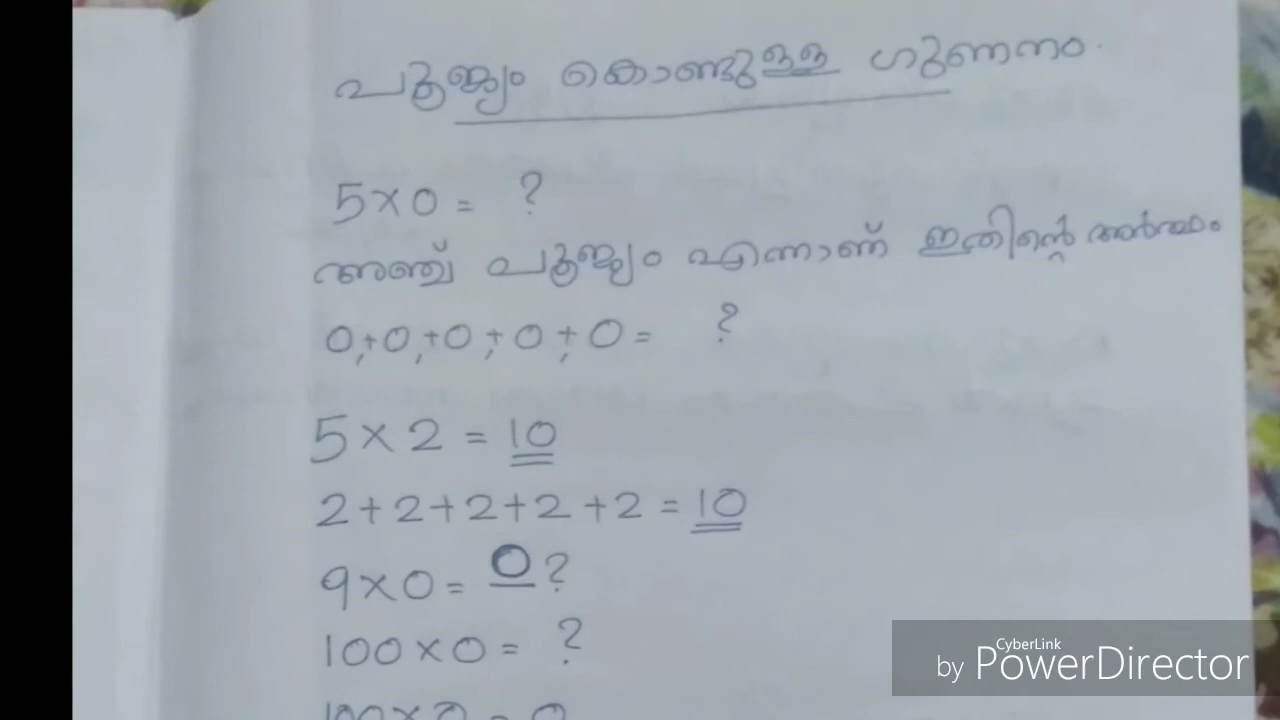 പൂജ്യം കൊണ്ടുള്ള ഗുണനം.
5×0 = ?
അഞ്ച് പൂജ്യം എന്നാണ് ഇതിന്റെ അർത്ഥം
0,+0,+0,+0,+0 = ?
5×2 = 10
2+2+2+2+2 = 10
9×0 = 0 ?
100×0 = ?
CyberLink
by PowerDirector